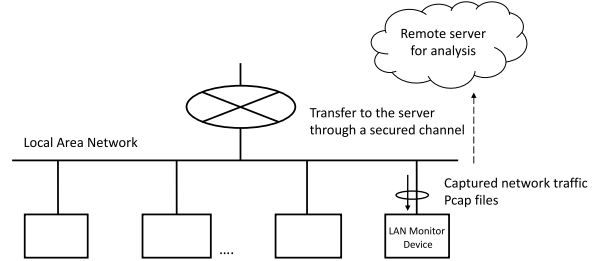 Remote server
for analysis
Transfer to the server
through a secured channel
Local Area Network
Captured network traffic
Pcap files
LAN Monitor
Device
....